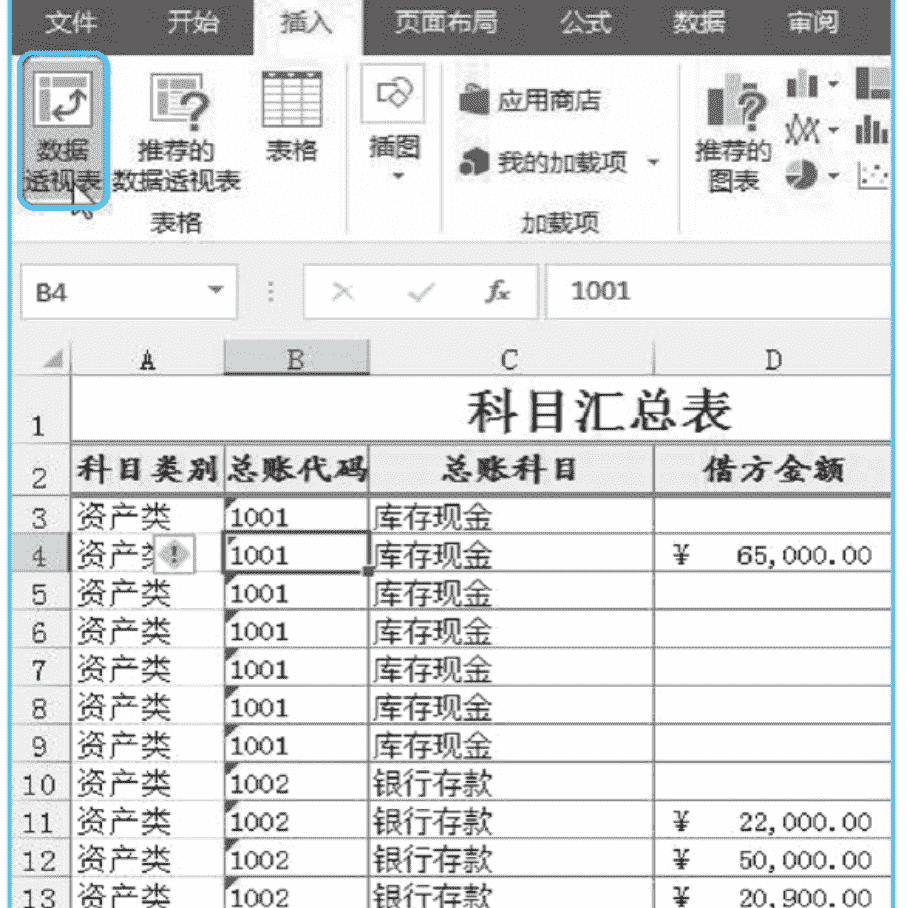 文件 开始 插入 页面布局 公式 数据 审阅
数据 推荐的 表格 插图 应用商店 推荐的
透视表 数据透视表 我的加载项 图表
表格 加载项
B4 fx 1001
A B C D
1 科目汇总表
2 科目类别 总账代码 总账科目 借方金额
3 资产类 1001 库存现金
4 资产类 1001 库存现金 ¥ 65,000.00
5 资产类 1001 库存现金
6 资产类 1001 库存现金
7 资产类 1001 库存现金
8 资产类 1001 库存现金
9 资产类 1001 库存现金
10 资产类 1002 银行存款
11 资产类 1002 银行存款 ¥ 22,000.00
12 资产类 1002 银行存款 ¥ 50,000.00
13 资产类 1002 银行存款 ¥ 20,900.00